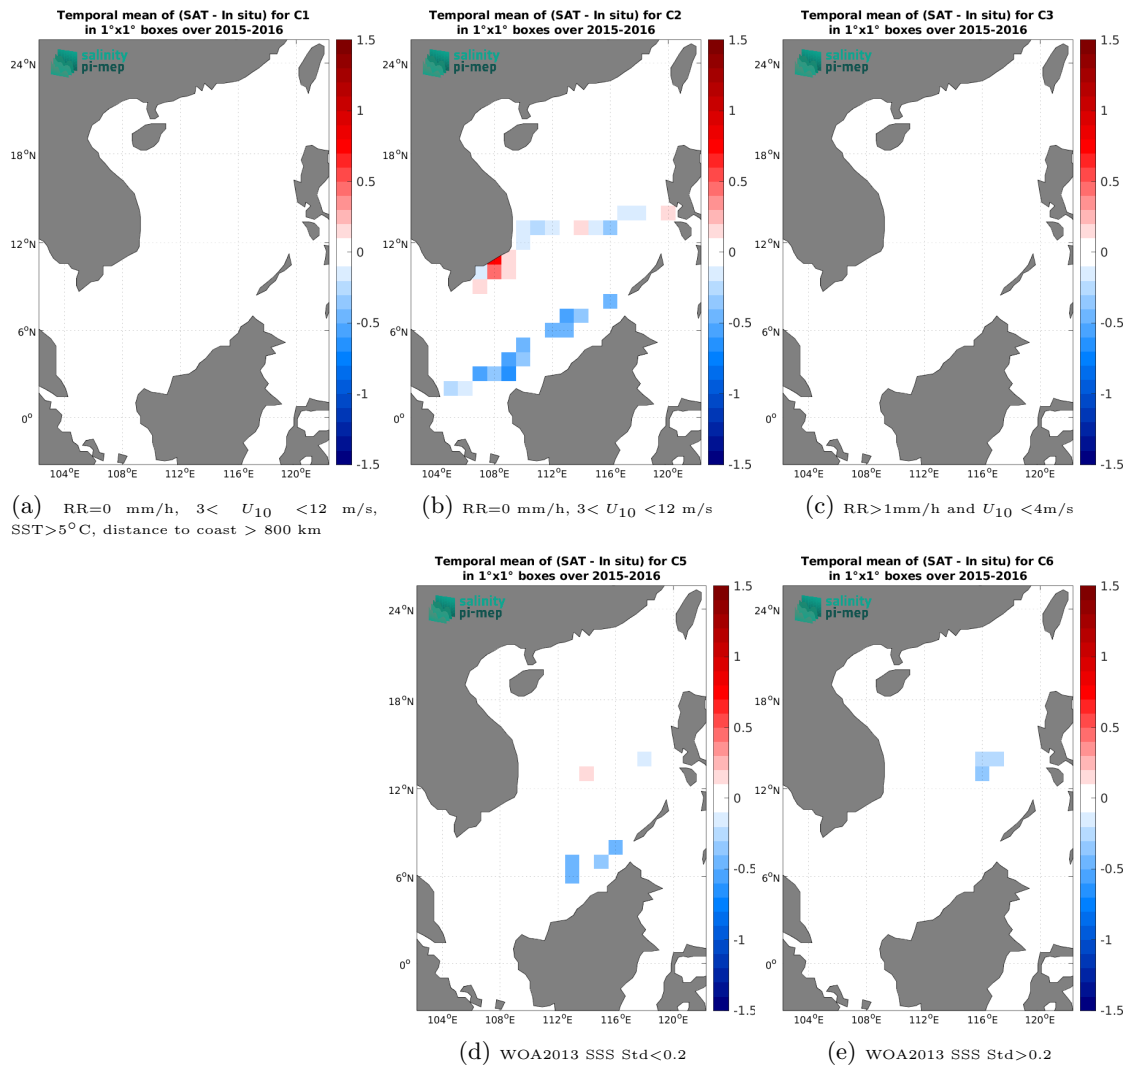 Temporal mean of (SAT - In situ) for C1
in 1°x1° boxes over 2015-2016
salinity
pi-mep
24°N
18°N
12°N
6°N
0°
104°E 108°E 112°E 116°E 120°E
1.5
1
0.5
0
-0.5
-1
-1.5
(a) RR=0 mm/h, 3< U10 <12 m/s,
SST>5°C, distance to coast > 800 km
Temporal mean of (SAT - In situ) for C2
in 1°x1° boxes over 2015-2016
salinity
pi-mep
24°N
18°N
12°N
6°N
0°
104°E 108°E 112°E 116°E 120°E
1.5
1
0.5
0
-0.5
-1
-1.5
(b) RR=0 mm/h, 3< U10 <12 m/s
Temporal mean of (SAT - In situ) for C3
in 1°x1° boxes over 2015-2016
salinity
pi-mep
24°N
18°N
12°N
6°N
0°
104°E 108°E 112°E 116°E 120°E
1.5
1
0.5
0
-0.5
-1
-1.5
(c) RR>1mm/h and U10 <4m/s
Temporal mean of (SAT - In situ) for C5
in 1°x1° boxes over 2015-2016
salinity
pi-mep
24°N
18°N
12°N
6°N
0°
104°E 108°E 112°E 116°E 120°E
1.5
1
0.5
0
-0.5
-1
-1.5
(d) WOA2013 SSS Std<0.2
Temporal mean of (SAT - In situ) for C6
in 1°x1° boxes over 2015-2016
salinity
pi-mep
24°N
18°N
12°N
6°N
0°
104°E 108°E 112°E 116°E 120°E
1.5
1
0.5
0
-0.5
-1
-1.5
(e) WOA2013 SSS Std>0.2